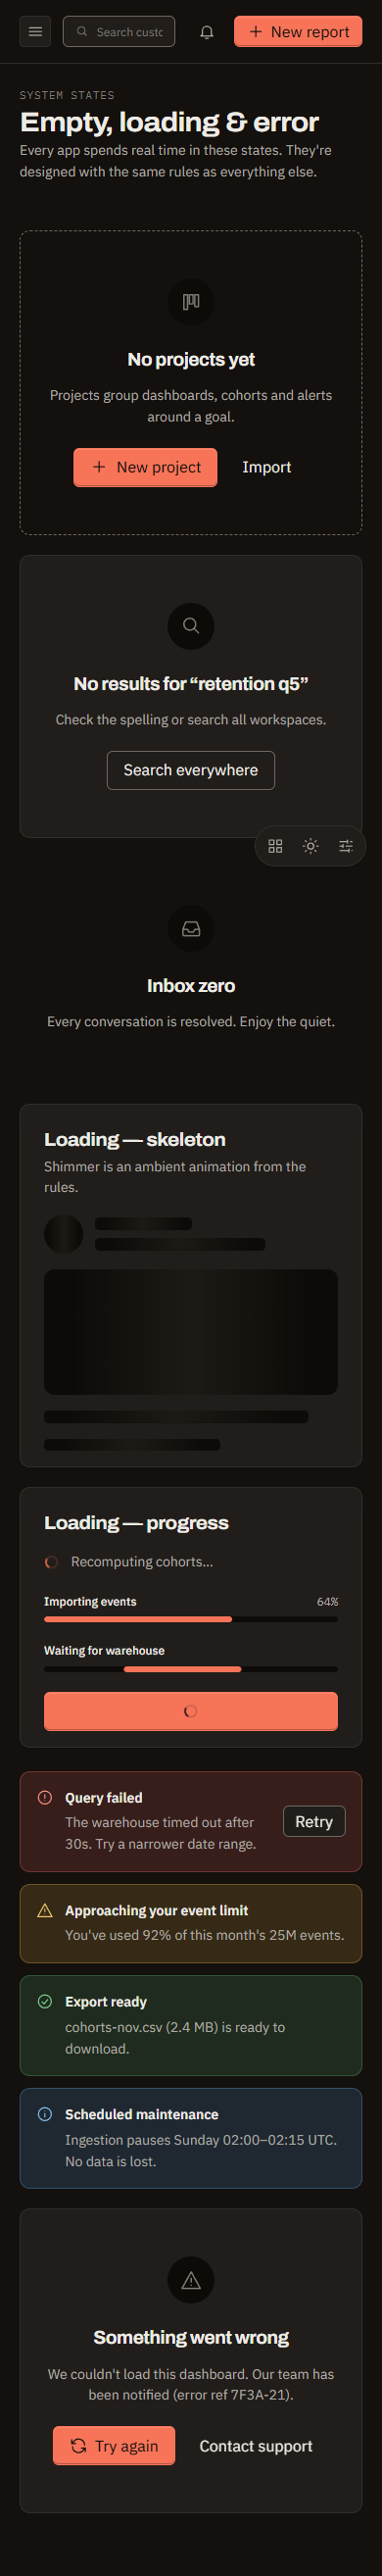 Search custo
New report
SYSTEM STATES
Empty, loading & error
Every app spends real time in these states. They're
designed with the same rules as everything else.
No projects yet
Projects group dashboards, cohorts and alerts
around a goal.
New project
Import
No results for “retention q5”
Check the spelling or search all workspaces.
Search everywhere
Inbox zero
Every conversation is resolved. Enjoy the quiet.
Loading — skeleton
Shimmer is an ambient animation from the
rules.
Loading — progress
Recomputing cohorts…
Importing events 64%
Waiting for warehouse
Query failed
The warehouse timed out after
30s. Try a narrower date range.
Retry
Approaching your event limit
You've used 92% of this month's 25M events.
Export ready
cohorts-nov.csv (2.4 MB) is ready to
download.
Scheduled maintenance
Ingestion pauses Sunday 02:00–02:15 UTC.
No data is lost.
Something went wrong
We couldn't load this dashboard. Our team has
been notified (error ref 7F3A-21).
Try again
Contact support